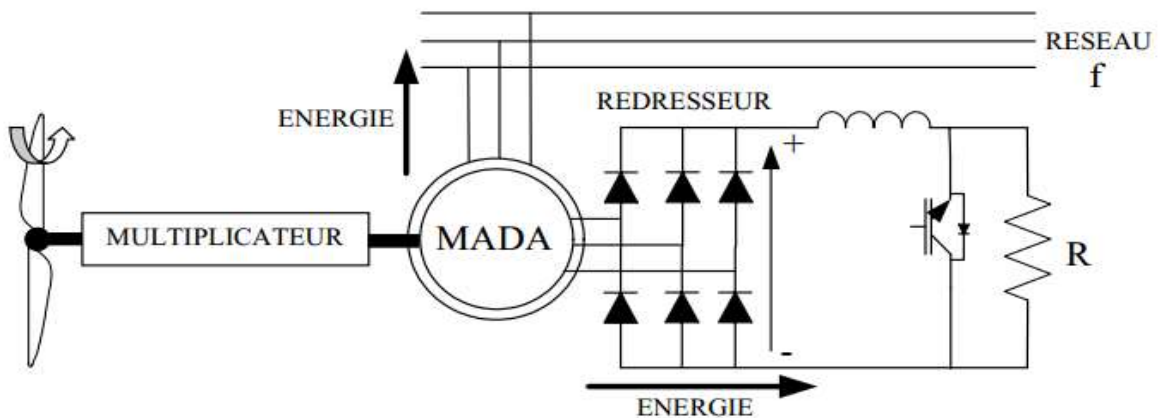 RESEAU
f
ENERGIE
REDRESSEUR
+
MULTIPLICATEUR
MADA
R
-
ENERGIE